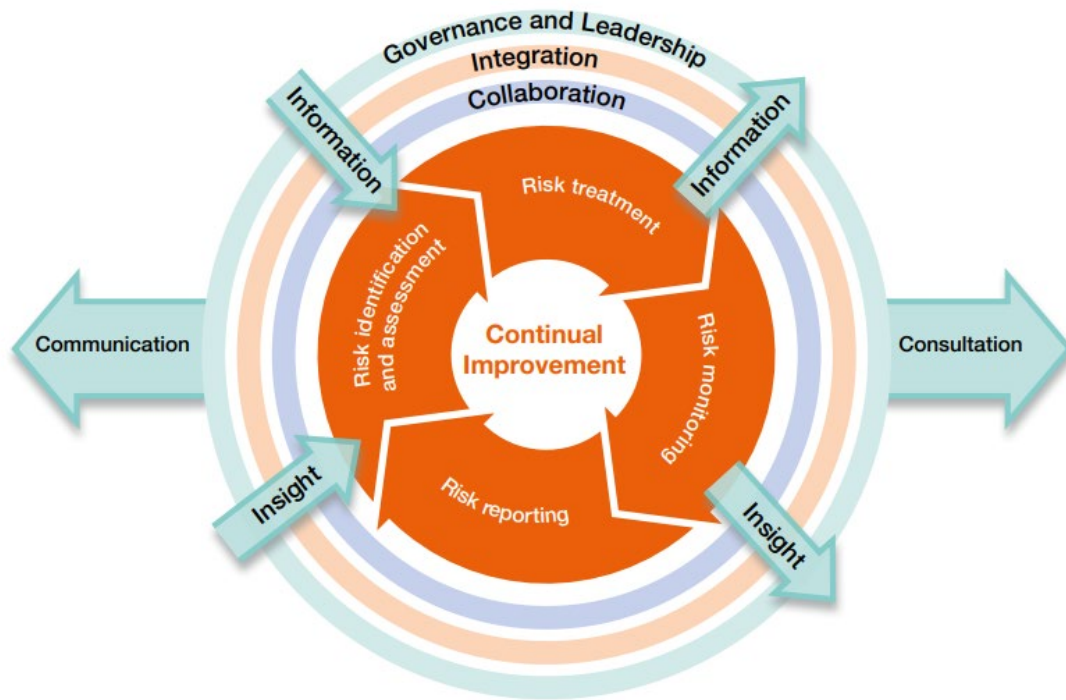 Governance and Leadership
Integration
Collaboration
Information
Information
Risk treatment
Risk identification
and assessment
Continual
Improvement
Risk monitoring
Communication
Consultation
Risk reporting
Insight
Insight